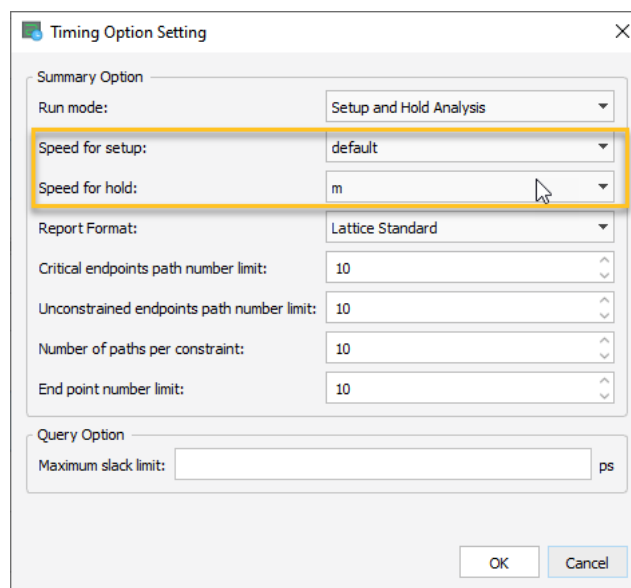 Timing Option Setting
Summary Option
Run mode: Setup and Hold Analysis
Speed for setup: default
Speed for hold: m
Report Format: Lattice Standard
Critical endpoints path number limit: 10
Unconstrained endpoints path number limit: 10
Number of paths per constraint: 10
End point number limit: 10
Query Option
Maximum slack limit: ps
OK Cancel